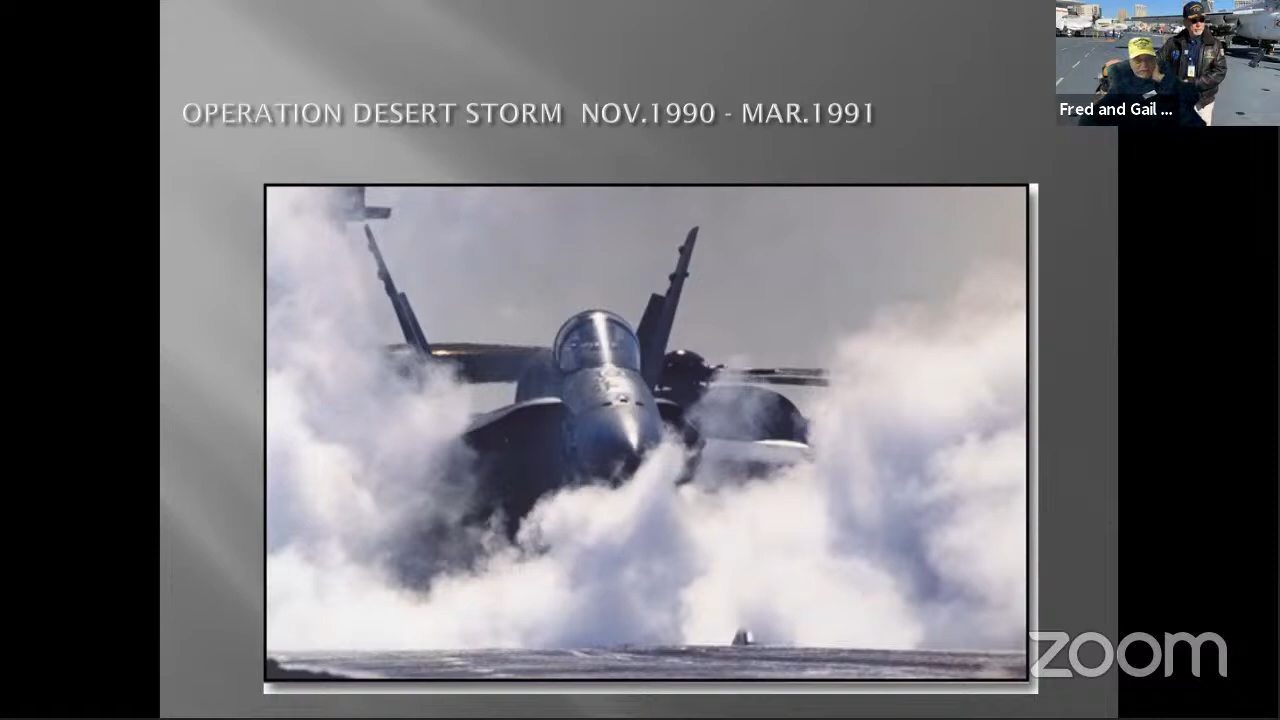 OPERATION DESERT STORM NOV.1990 - MAR.1991
Fred and Gail ...
zoom